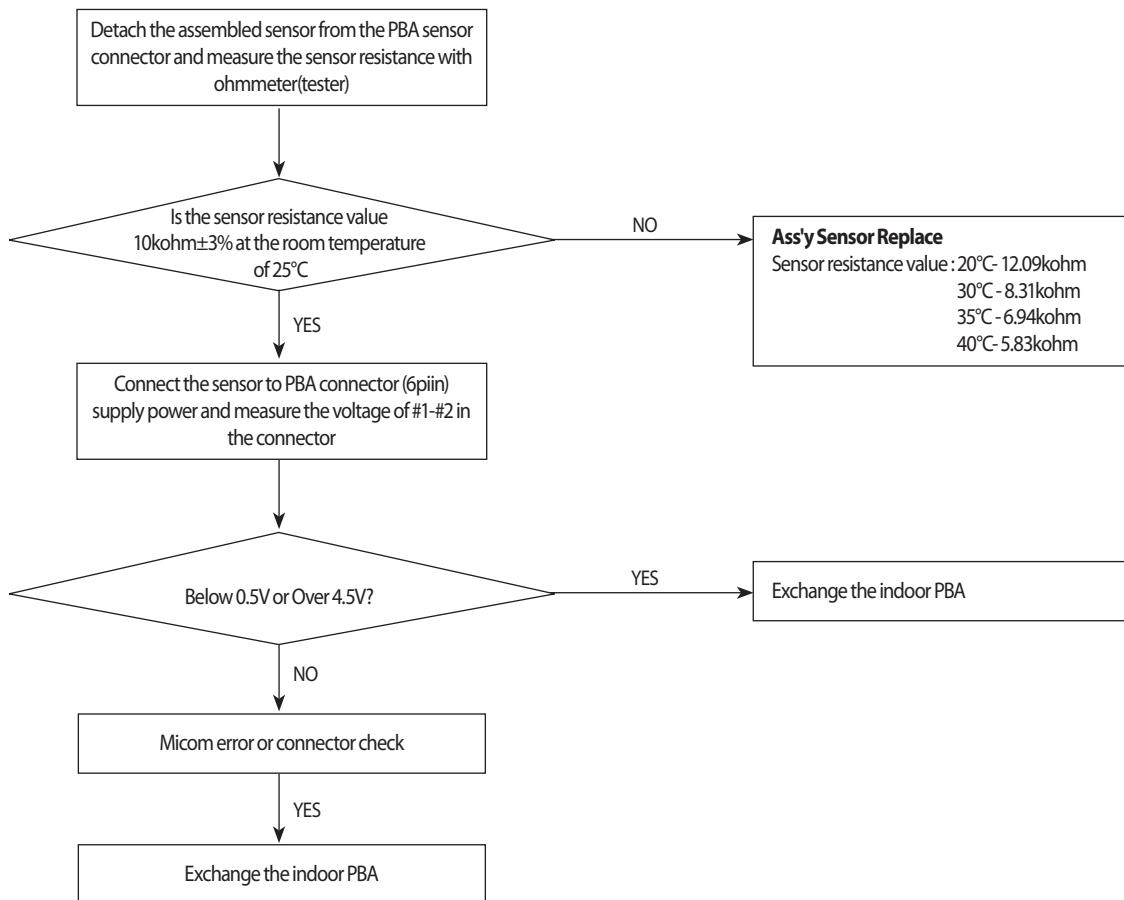 Detach the assembled sensor from the PBA sensor
connector and measure the sensor resistance with
ohmmeter(tester)
Is the sensor resistance value
10kohm±3% at the room temperature
of 25°C
NO
Ass'y Sensor Replace
Sensor resistance value : 20°C- 12.09kohm
30°C - 8.31kohm
35°C - 6.94kohm
40°C- 5.83kohm
YES
Connect the sensor to PBA connector (6piin)
supply power and measure the voltage of #1-#2 in
the connector
Below 0.5V or Over 4.5V?
YES
Exchange the indoor PBA
NO
Micom error or connector check
YES
Exchange the indoor PBA